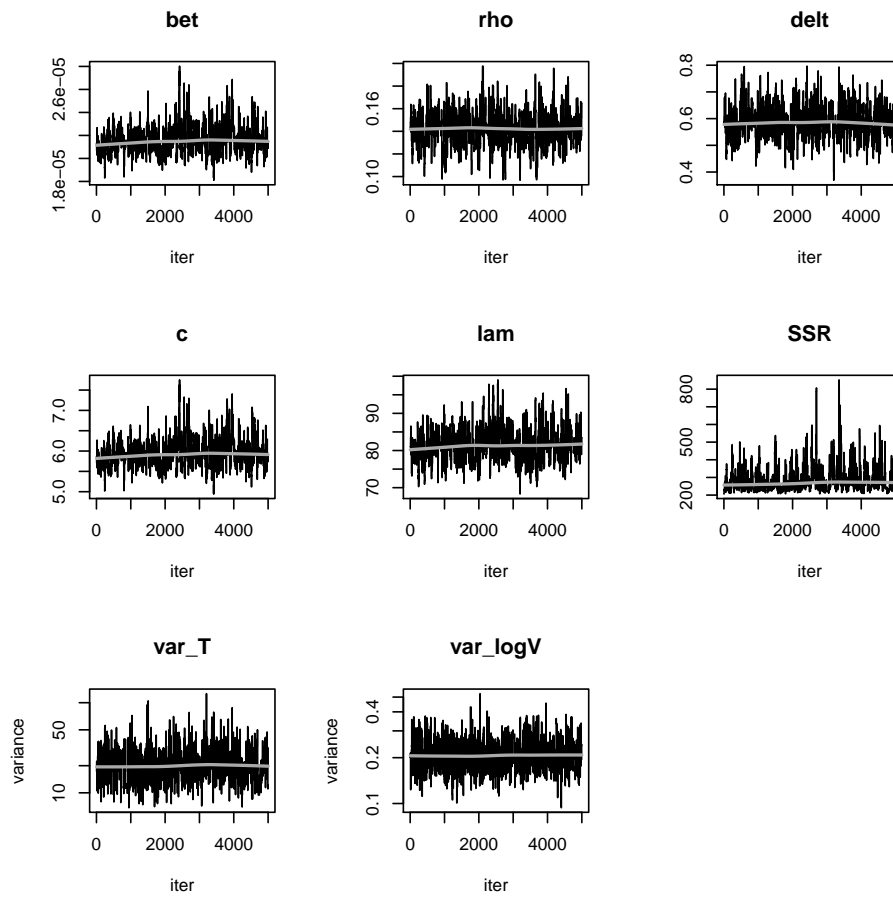 bet rho delt
1.8e-05 2.6e-05
0.10 0.16
0.4 0.6 0.8
0 2000 4000 0 2000 4000 0 2000 4000
iter iter iter
c lam SSR
5.0 6.0 7.0
70 80 90
200 500 800
0 2000 4000 0 2000 4000 0 2000 4000
iter iter iter
var_T var_logV
variance
10 50
variance
0.1 0.2 0.4
0 2000 4000 0 2000 4000
iter iter